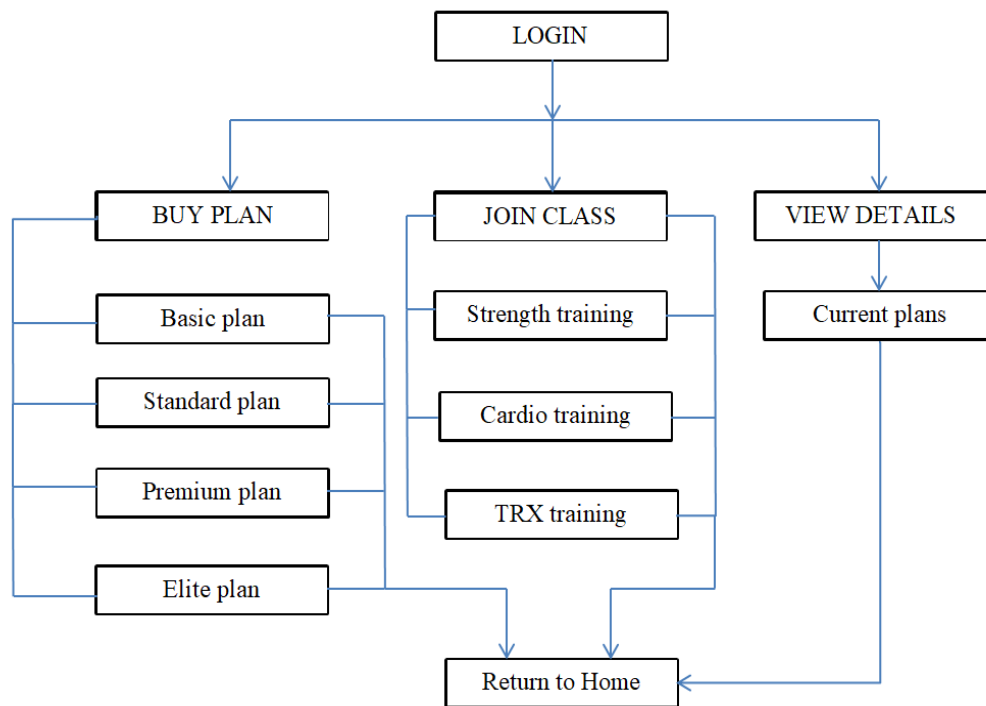 LOGIN
BUY PLAN
JOIN CLASS
VIEW DETAILS
Basic plan
Strength training
Current plans
Standard plan
Cardio training
Premium plan
TRX training
Elite plan
Return to Home